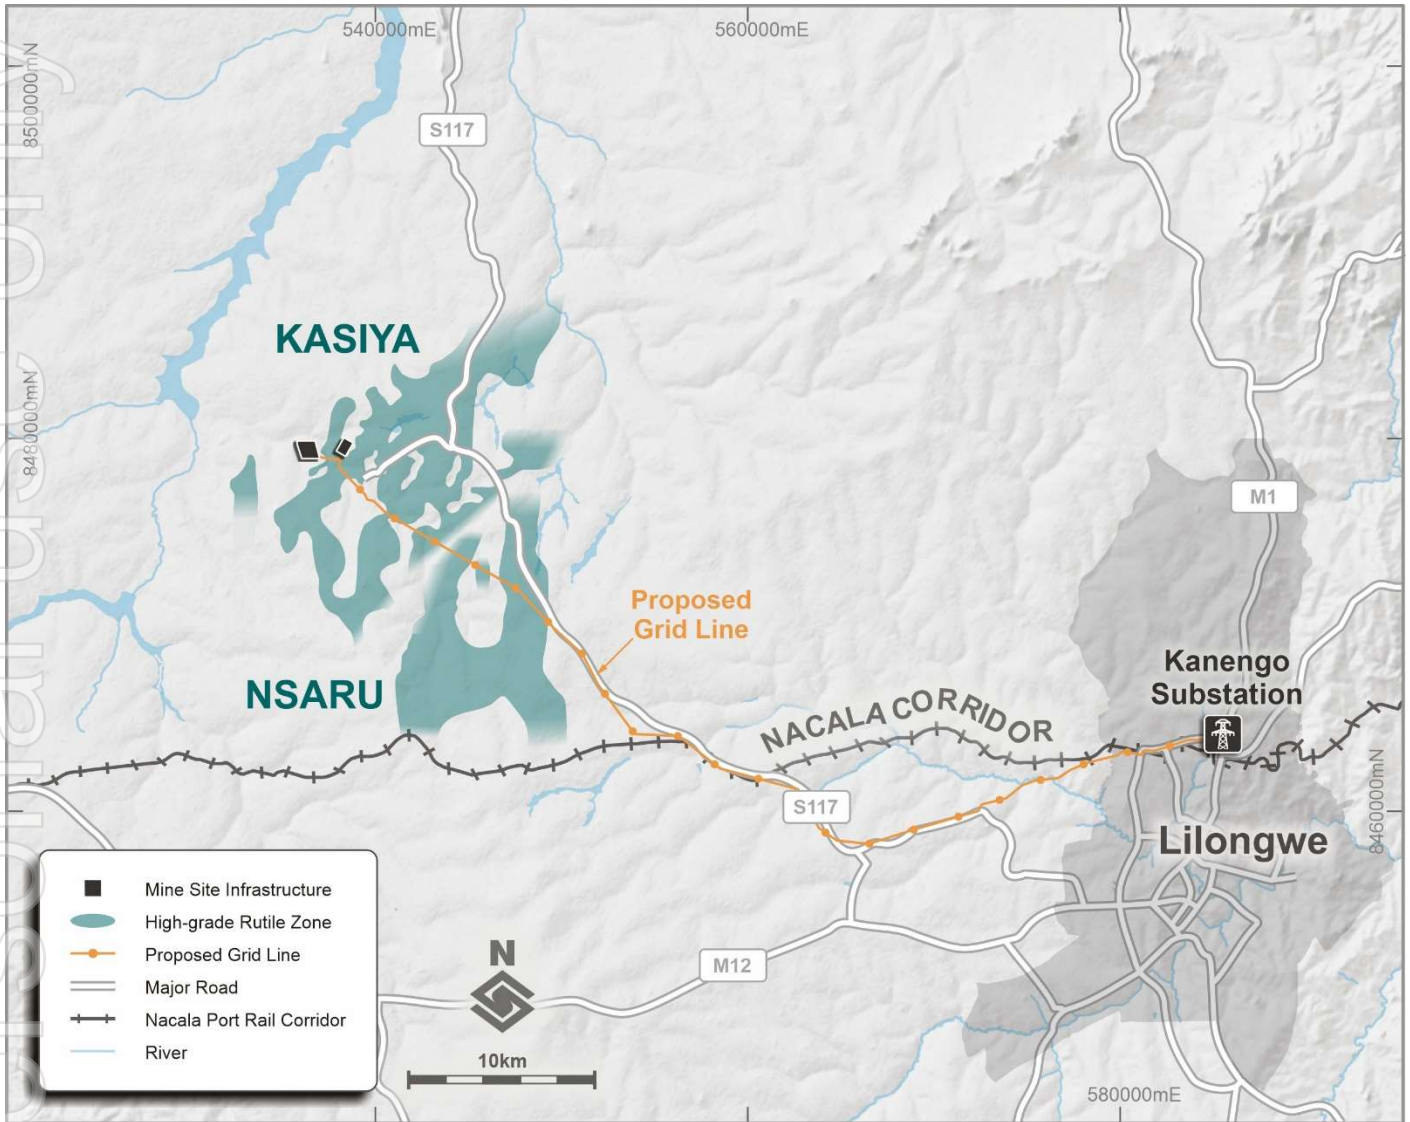 540000mE
560000mE
8500000mN
S117
KASIYA
8480000mN
M1
Proposed
Grid Line
Kanengo
Substation
NSARU
NACALA CORRIDOR
S117
8460000mN
Lilongwe
Mine Site Infrastructure
High-grade Rutile Zone
Proposed Grid Line
Major Road
Nacala Port Rail Corridor
River
N
M12
10km
580000mE